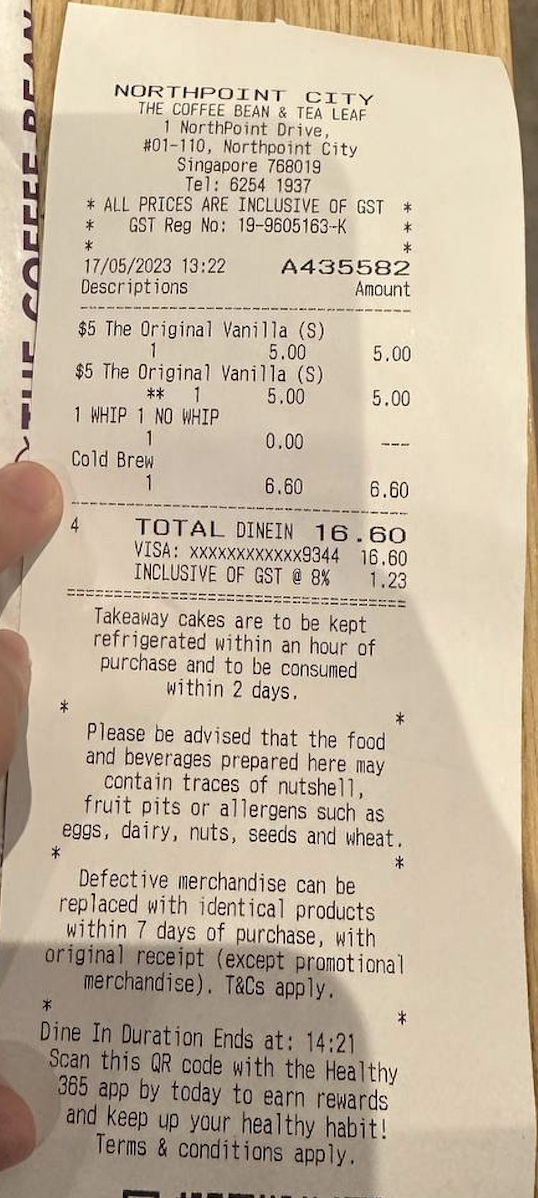 THE COFFEE BEAN
NORTHPOINT CITY
THE COFFEE BEAN & TEA LEAF
1 NorthPoint Drive,
#01-110, Northpoint City
Singapore 768019
Tel: 6254 1937
* ALL PRICES ARE INCLUSIVE OF GST *
* GST Reg No: 19-9605163-K *
* *
17/05/2023 13:22 A435582
Descriptions Amount
--------------------------------
$5 The Original Vanilla (S)
1 5.00 5.00
$5 The Original Vanilla (S)
** 1 5.00 5.00
1 WHIP 1 NO WHIP
1 0.00 ---
Cold Brew
1 6.60 6.60
--------------------------------
4 TOTAL DINEIN 16.60
VISA: xxxxxxxxxxxx9344 16.60
INCLUSIVE OF GST @ 8% 1.23
================================
Takeaway cakes are to be kept
refrigerated within an hour of
purchase and to be consumed
within 2 days.
* *
Please be advised that the food
and beverages prepared here may
contain traces of nutshell,
fruit pits or allergens such as
eggs, dairy, nuts, seeds and wheat.
* *
Defective merchandise can be
replaced with identical products
within 7 days of purchase, with
original receipt (except promotional
merchandise). T&Cs apply.
* *
Dine In Duration Ends at: 14:21
Scan this QR code with the Healthy
365 app by today to earn rewards
and keep up your healthy habit!
Terms & conditions apply.